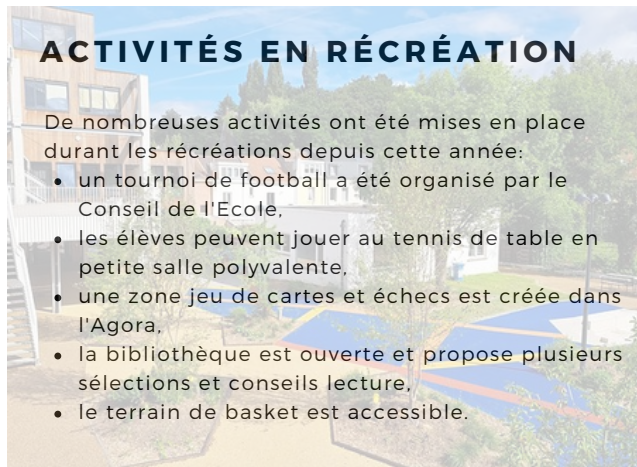 ACTIVITÉS EN RÉCRÉATION
De nombreuses activités ont été mises en place
durant les récréations depuis cette année:
• un tournoi de football a été organisé par le
Conseil de l'Ecole,
• les élèves peuvent jouer au tennis de table en
petite salle polyvalente,
• une zone jeu de cartes et échecs est créée dans
l'Agora,
• la bibliothèque est ouverte et propose plusieurs
sélections et conseils lecture,
• le terrain de basket est accessible.